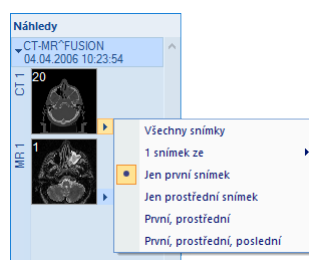 Náhledy
CT-MR^FUSION
04.04.2006 10:23:54
CT 1
20
MR 1
1
Všechny snímky
1 snímek ze
Jen první snímek
Jen prostřední snímek
První, prostřední
První, prostřední, poslední